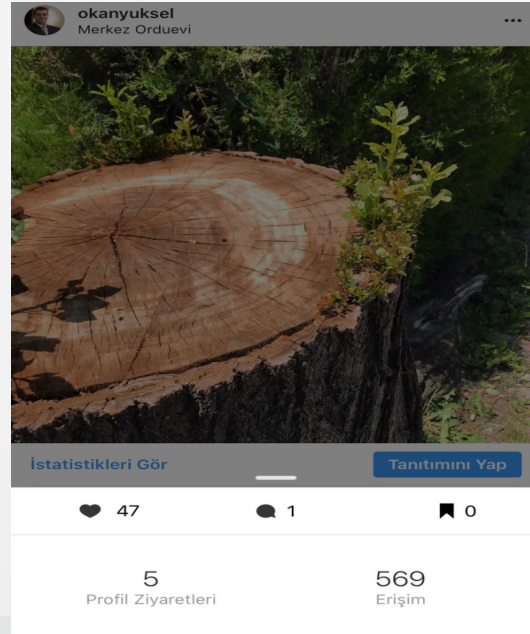 okanyuksel
Merkez Orduevi
İstatistikleri Gör
Tanıtımını Yap
47
1
0
5
569
Profil Ziyaretleri
Erişim